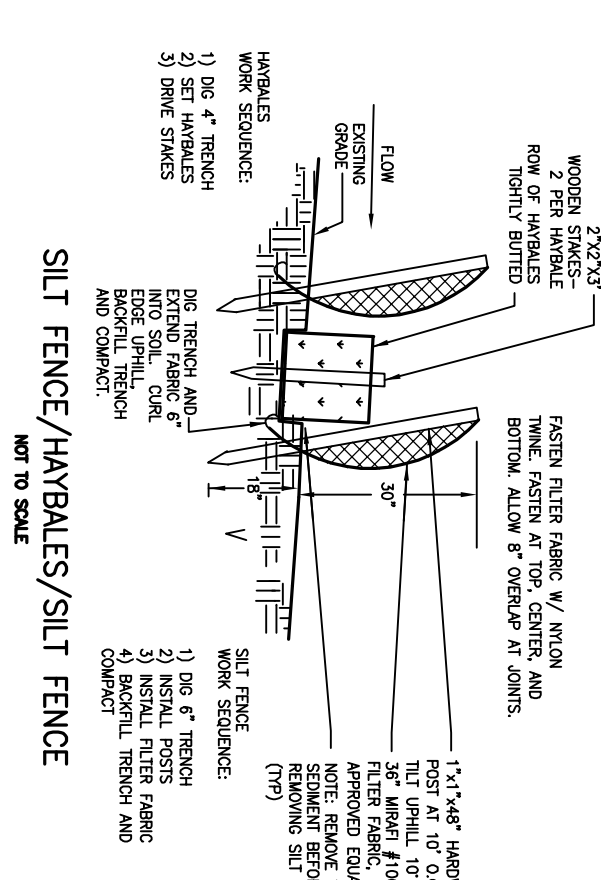 2"X2"X3'
WOODEN STAKES–
2 PER HAYBALE
ROW OF HAYBALES
TIGHTLY BUTTED
FLOW
EXISTING
GRADE
HAYBALES
WORK SEQUENCE:
1) DIG 4" TRENCH
2) SET HAYBALES
3) DRIVE STAKES
DIG TRENCH AND
EXTEND FABRIC 6"
INTO SOIL. CURL
EDGE UPHILL,
BACKFILL TRENCH
AND COMPACT.
FASTEN FILTER FABRIC W/ NYLON
TWINE. FASTEN AT TOP, CENTER, AND
BOTTOM. ALLOW 8" OVERLAP AT JOINTS.
30"
18"
1"x1"x48"
POST AT 10'
TILT UPHILL 10°
36" MIRAFI
FILTER FABRIC,
APPROVED
NOTE: REMOVE
SEDIMENT
REMOVING SILT
(TYP)
SILT FENCE
WORK SEQUENCE:
1) DIG 6" TRENCH
2) INSTALL POSTS
3) INSTALL FILTER FABRIC
4) BACKFILL TRENCH AND
COMPACT
SILT FENCE/HAYBALES/SILT FENCE
NOT TO SCALE